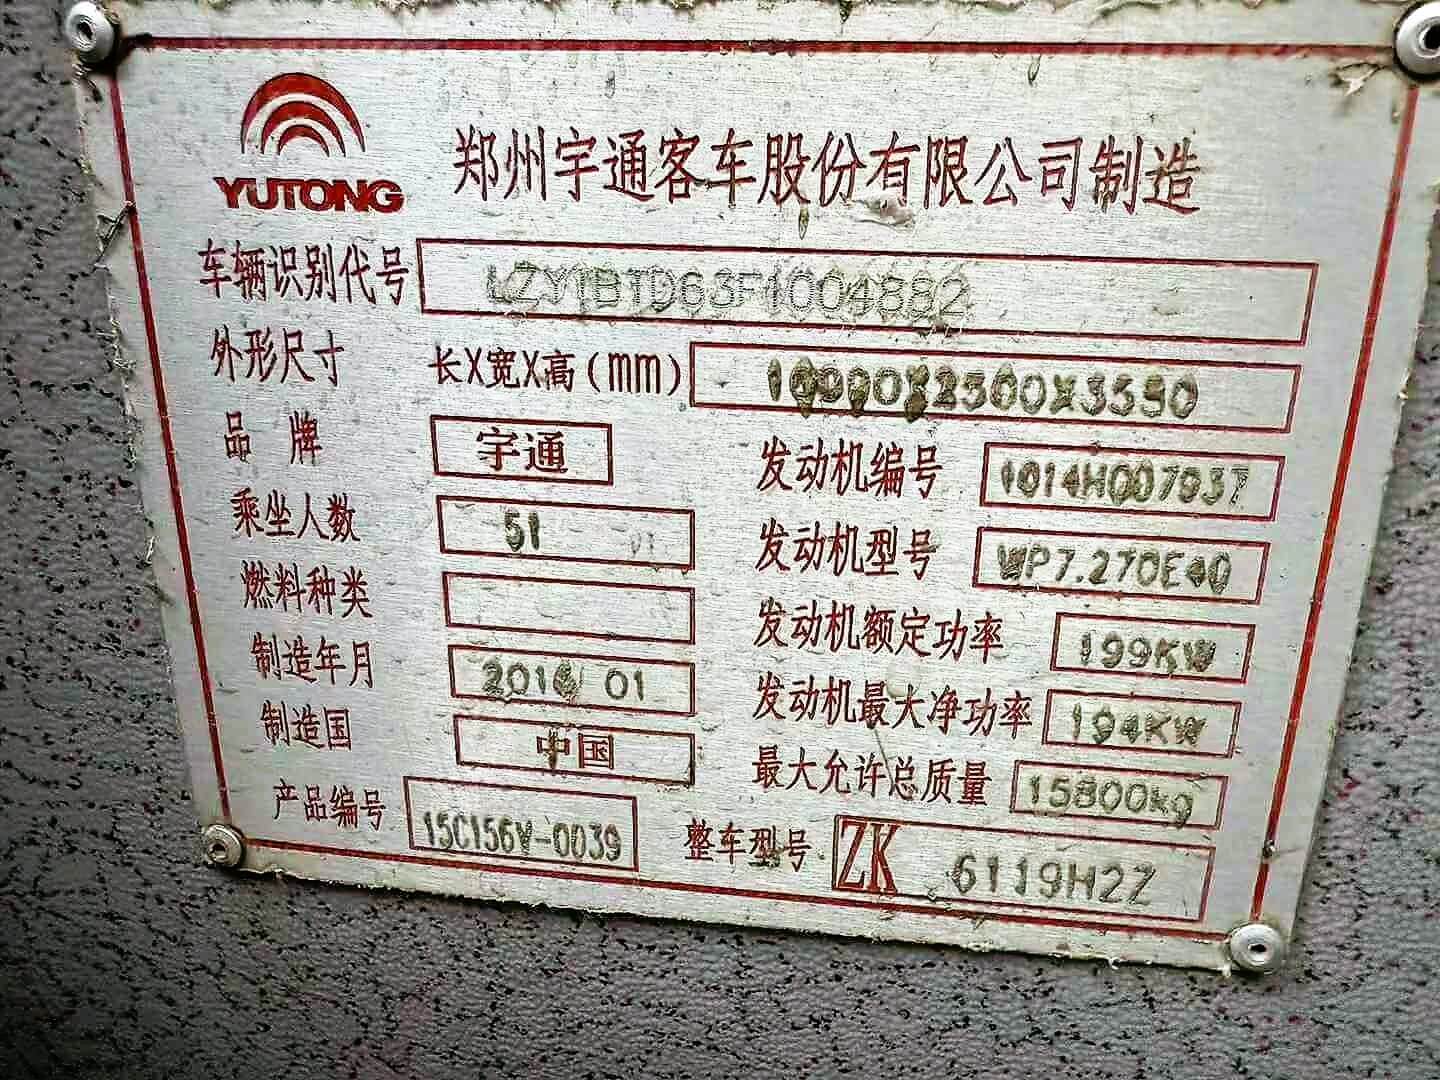 YUTONG
郑州宇通客车股份有限公司制造
车辆识别代号 LZYTBTD63F1004882
外形尺寸 长X宽X高(mm) 10990X2500X3590
品牌 宇通 发动机编号 1014H007037
乘坐人数 51 发动机型号 WP7.270E40
燃料种类 发动机额定功率 199KW
制造年月 2014 01 发动机最大净功率 194KW
制造国 中国 最大允许总质量 15800kg
产品编号 15C156V-0039 整车型号 ZK 6119H2Z